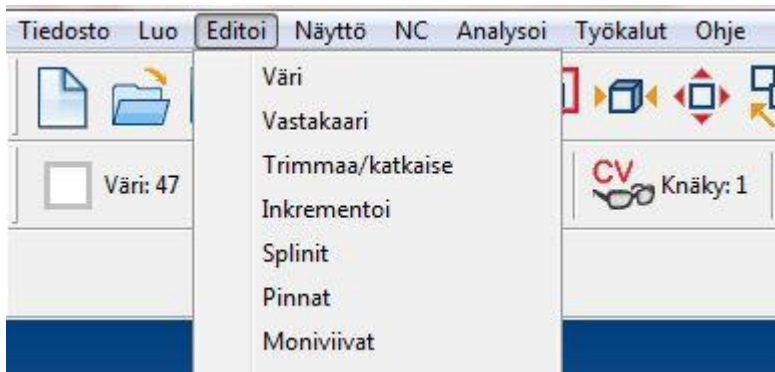 Tiedosto Luo Editoi Näyttö NC Analysoi Työkalut Ohje
Väri
Vastakaari
Trimmaa/katkaise
Inkrementoi
Splinit
Pinnat
Moniviivat
Väri: 47
CV
Knäky: 1